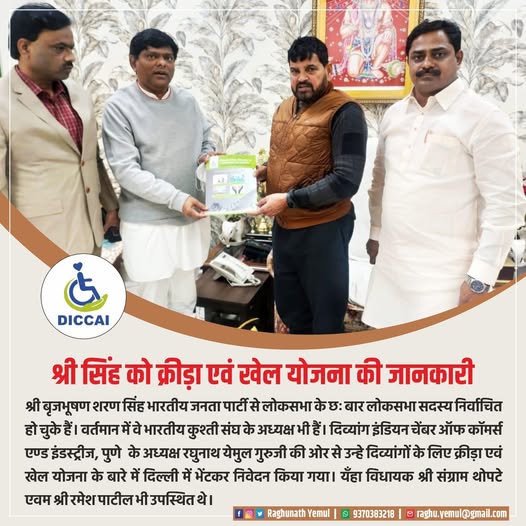 DICCAI
श्री सिंह को क्रीड़ा एवं खेल योजना की जानकारी
श्री बृजभूषण शरण सिंह भारतीय जनता पार्टी से लोकसभा के छः बार लोकसभा सदस्य निर्वाचित
हो चुके हैं। वर्तमान में वे भारतीय कुश्ती संघ के अध्यक्ष भी हैं। दिव्यांग इंडियन चेंबर ऑफ कॉमर्स
एण्ड इंडस्ट्रीज, पुणे के अध्यक्ष रघुनाथ येमुल गुरुजी की ओर से उन्हे दिव्यांगों के लिए क्रीड़ा एवं
खेल योजना के बारे में दिल्ली में भेंटकर निवेदन किया गया। यँहा विधायक श्री संग्राम थोपटे
एवम श्री रमेश पाटील भी उपस्थित थे।
Raghunath Yemul | 9370383218 | raghu.yemul@gmail.com